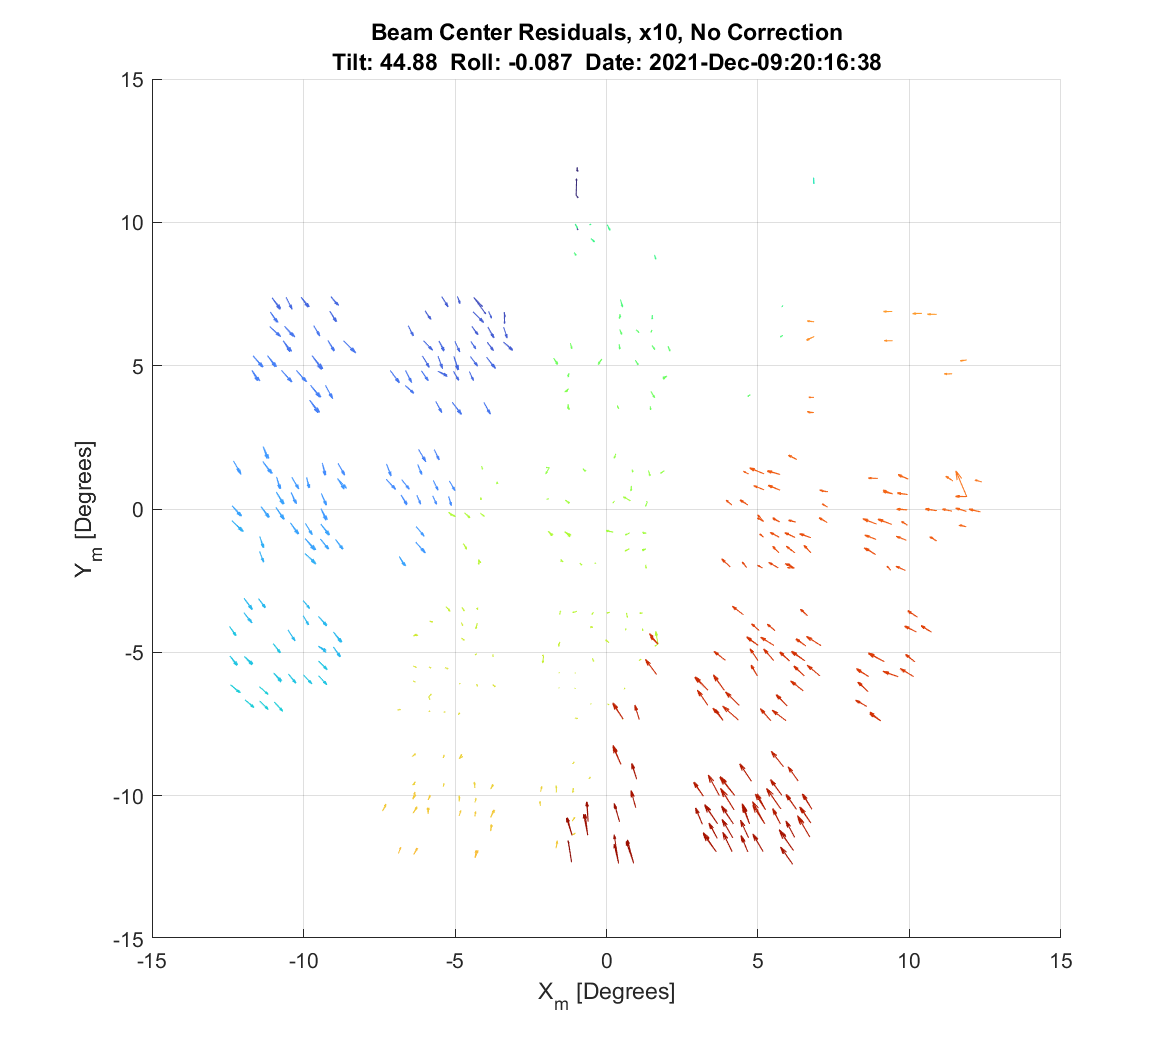 Beam Center Residuals, x10, No Correction
Tilt: 44.88 Roll: -0.087 Date: 2021-Dec-09:20:16:38
15
10
5
0
-5
-10
-15
Y_m [Degrees]
-15 -10 -5 0 5 10 15
X_m [Degrees]